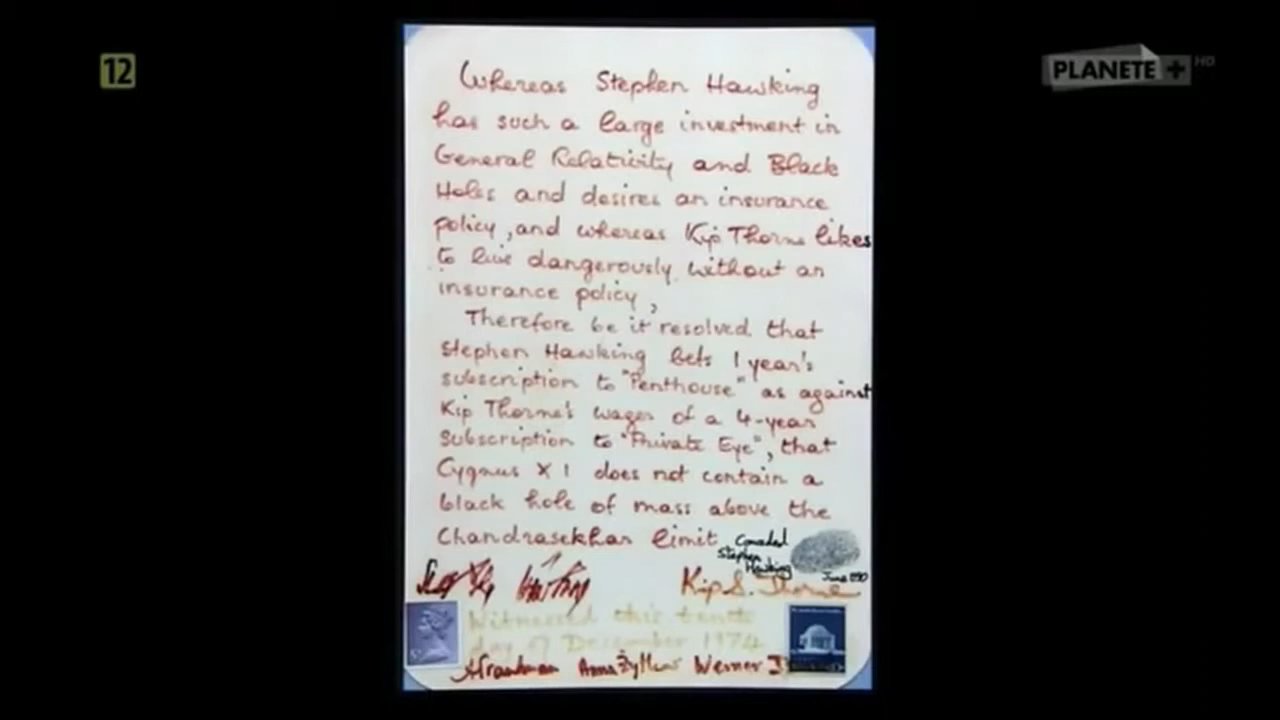 12
PLANETE + HD
Whereas Stephen Hawking
has such a large investment in
General Relativity and Black
Holes and desires an insurance
policy, and whereas Kip Thorne likes
to live dangerously without an
insurance policy,
Therefore be it resolved that
Stephen Hawking bets 1 year's
subscription to "Penthouse" as against
Kip Thorne's wager of a 4-year
subscription to "Private Eye", that
Cygnus X 1 does not contain a
black hole of mass above the
Chandrasekhar limit
Conceded
Stephen
Hawking
June 1990
Kip S. Thorne
Witnessed this tenth
day of December 1974
Werner